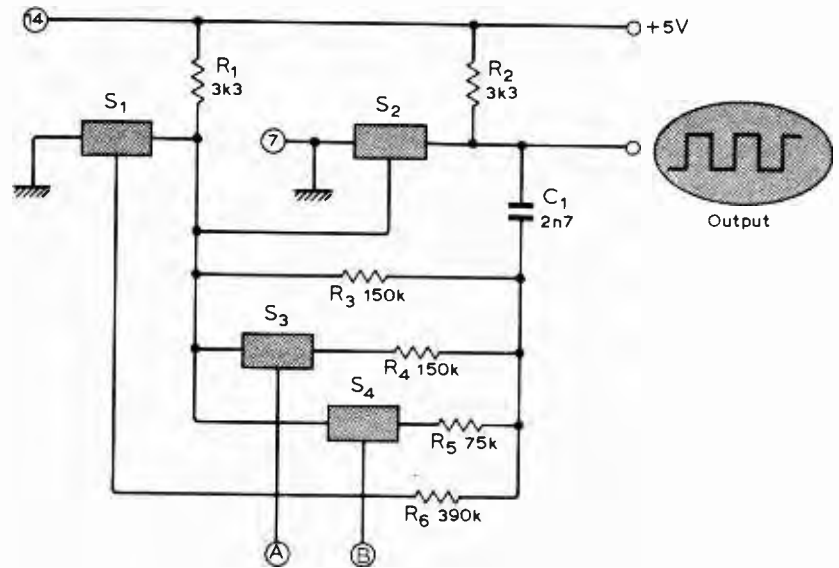 14
+5V
R1
3k3
R2
3k3
S1
S2
7
C1
2n7
Output
R3 150k
S3
R4 150k
S4
R5 75k
R6 390k
A
B